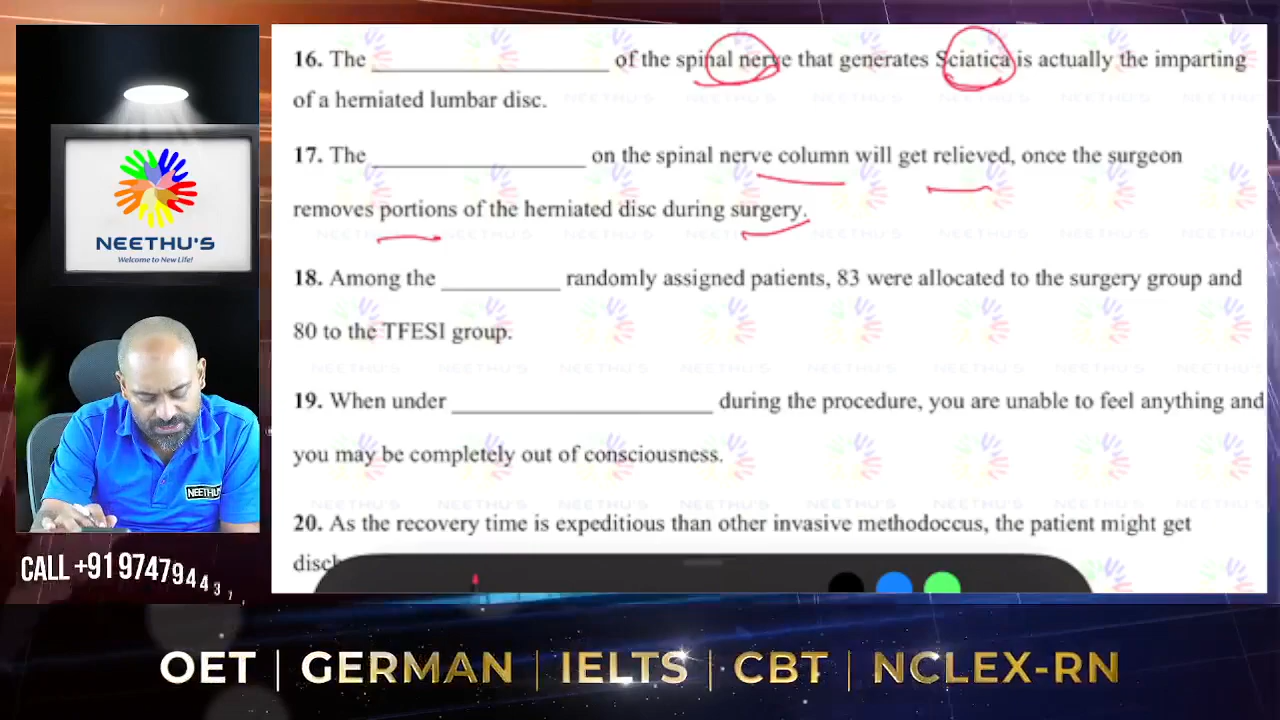 16. The ____________________ of the spinal nerve that generates Sciatica is actually the imparting
of a herniated lumbar disc.
17. The __________________ on the spinal nerve column will get relieved, once the surgeon
removes portions of the herniated disc during surgery.
18. Among the __________ randomly assigned patients, 83 were allocated to the surgery group and
80 to the TFESI group.
19. When under ______________________ during the procedure, you are unable to feel anything and
you may be completely out of consciousness.
20. As the recovery time is expeditious than other invasive methodoccus, the patient might get
NEETHU'S
Welcome to New Life!
NEETHU'S
CALL +91 9747944
OET | GERMAN | IELTS | CBT | NCLEX-RN